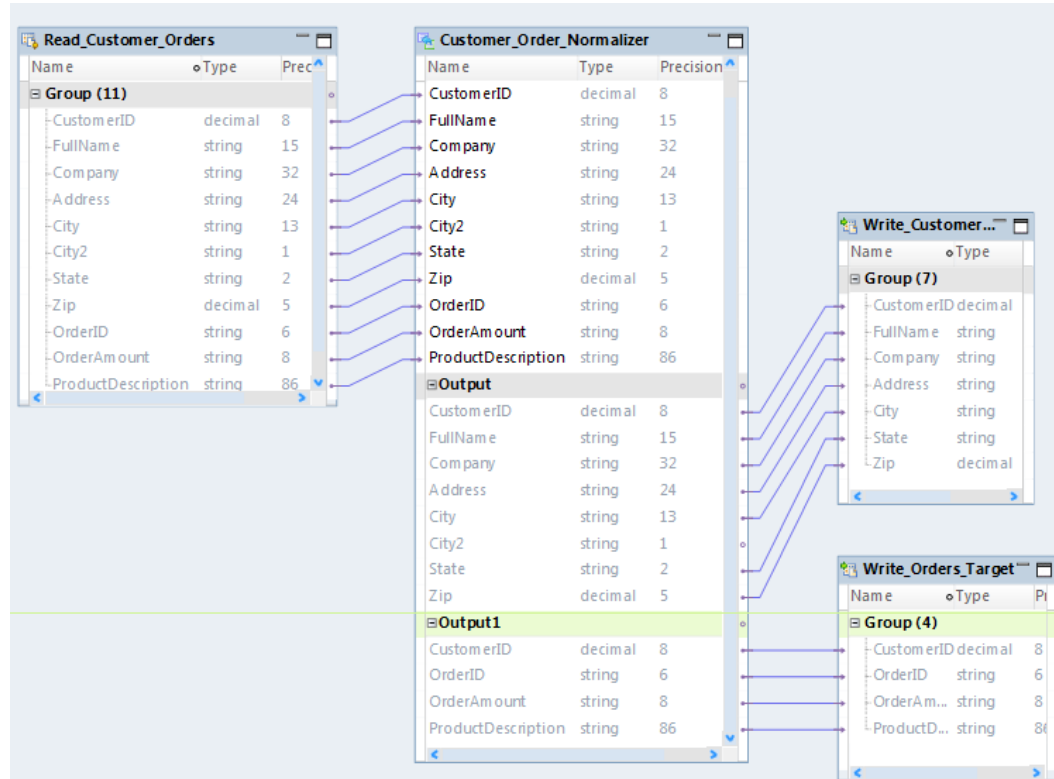 Read_Customer_Orders
Name Type Prec
Group (11)
CustomerID decimal 8
FullName string 15
Company string 32
Address string 24
City string 13
City2 string 1
State string 2
Zip decimal 5
OrderID string 6
OrderAmount string 8
ProductDescription string 86
Customer_Order_Normalizer
Name Type Precision
CustomerID decimal 8
FullName string 15
Company string 32
Address string 24
City string 13
City2 string 1
State string 2
Zip decimal 5
OrderID string 6
OrderAmount string 8
ProductDescription string 86
Output
CustomerID decimal 8
FullName string 15
Company string 32
Address string 24
City string 13
City2 string 1
State string 2
Zip decimal 5
Output1
CustomerID decimal 8
OrderID string 6
OrderAmount string 8
ProductDescription string 86
Write_Customer...
Name Type
Group (7)
CustomerID decimal
FullName string
Company string
Address string
City string
State string
Zip decimal
Write_Orders_Target
Name Type
Group (4)
CustomerID decimal 8
OrderID string 6
OrderAm... string 8
ProductD... string